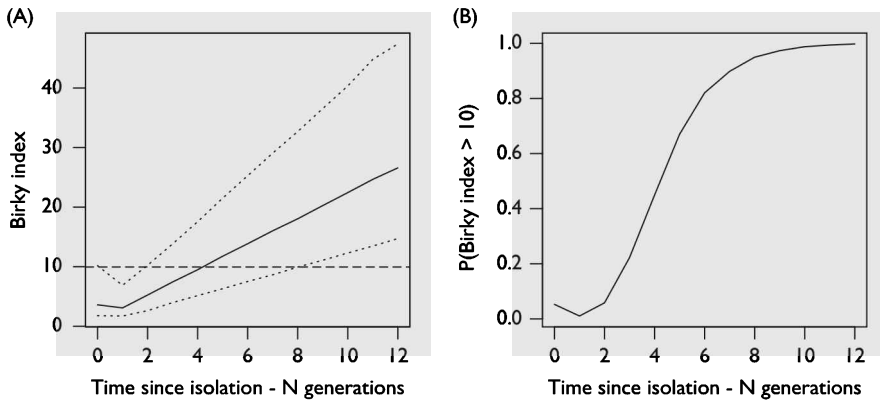 (A)
Birky index
40
30
20
10
0
0 2 4 6 8 10 12
Time since isolation - N generations
(B)
P(Birky index > 10)
1.0
0.8
0.6
0.4
0.2
0.0
0 2 4 6 8 10 12
Time since isolation - N generations